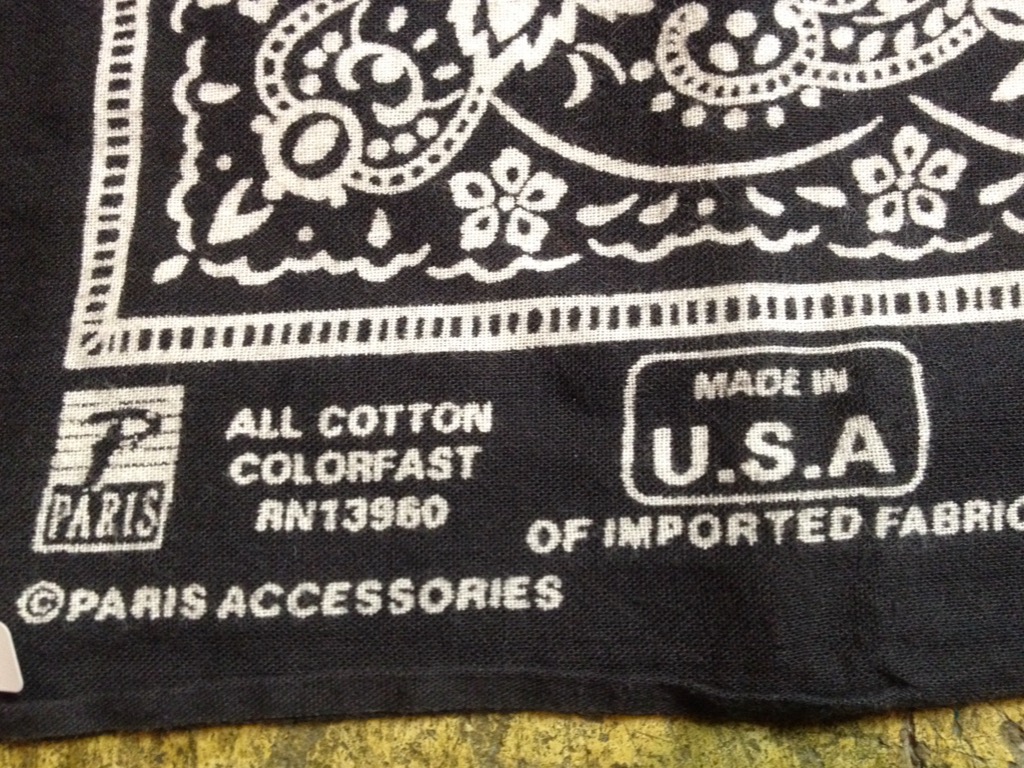 PARIS
ALL COTTON
COLORFAST
RN13960
MADE IN
U.S.A
OF IMPORTED FABRIC
©PARIS ACCESSORIES